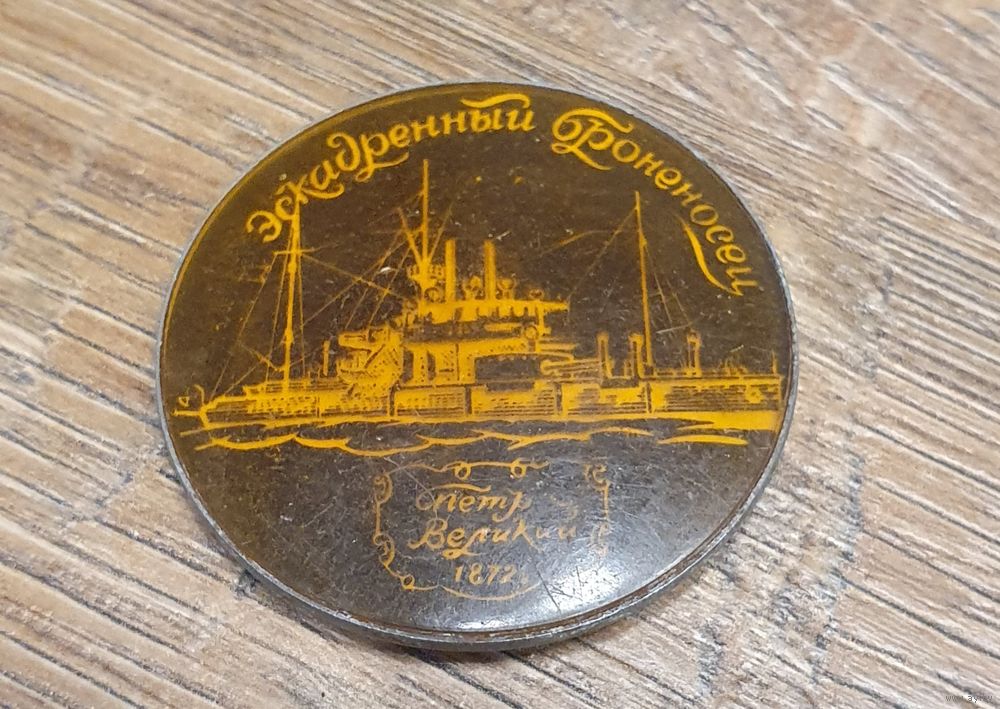 Эскадренный Броненосец
Петр
Великий
1872